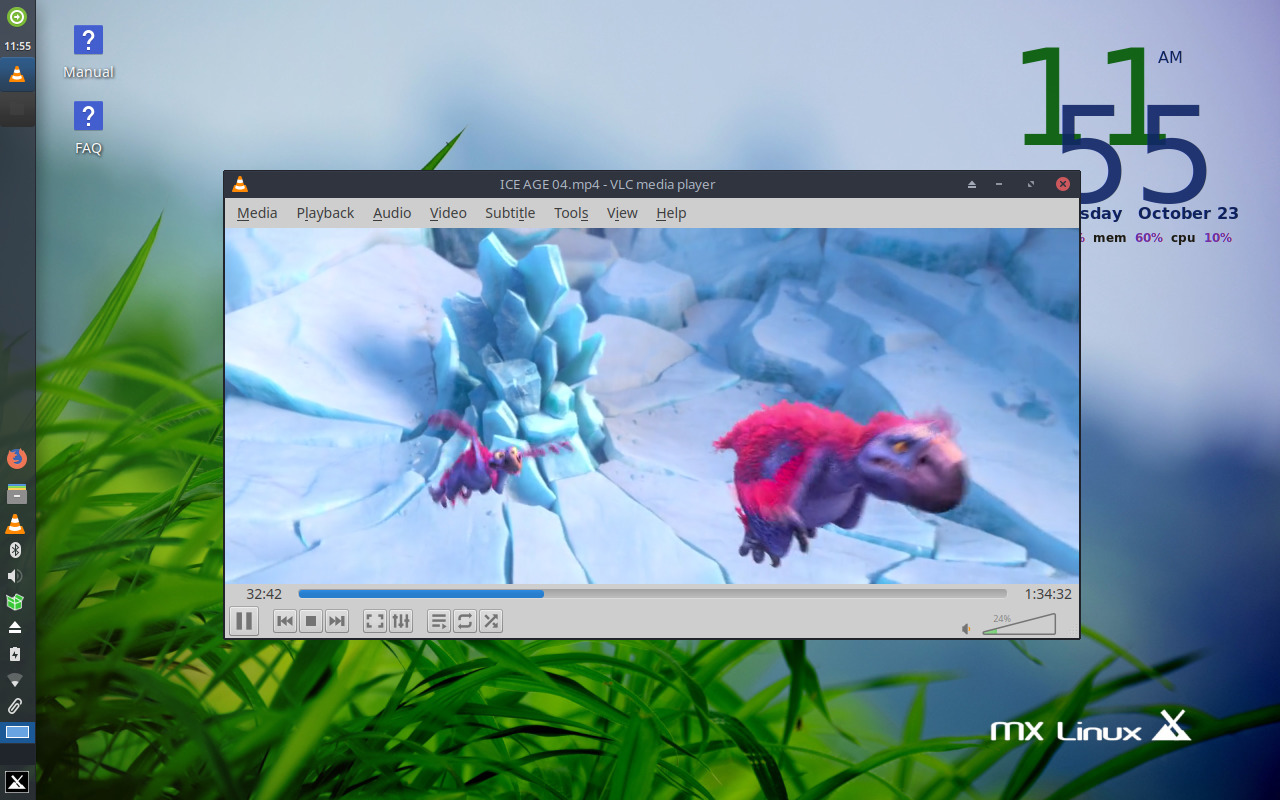 11:55
Manual
FAQ
11 AM
55
sday October 23
% mem 60% cpu 10%
ICE AGE 04.mp4 - VLC media player
Media Playback Audio Video Subtitle Tools View Help
32:42 1:34:32
24%
MX Linux